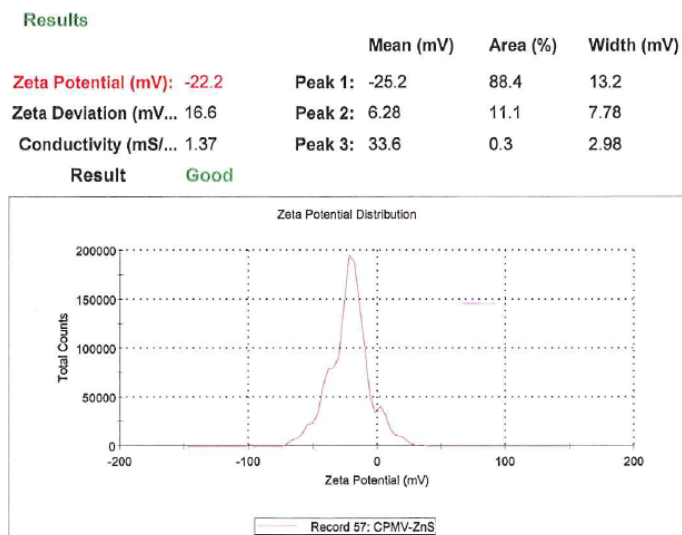 Results
Mean (mV) Area (%) Width (mV)
Zeta Potential (mV): -22.2 Peak 1: -25.2 88.4 13.2
Zeta Deviation (mV... 16.6 Peak 2: 6.28 11.1 7.78
Conductivity (mS/... 1.37 Peak 3: 33.6 0.3 2.98
Result Good
Zeta Potential Distribution
200000
150000
100000
50000
0
Total Counts
-200 -100 0 100 200
Zeta Potential (mV)
Record 57: CPMV-ZnS